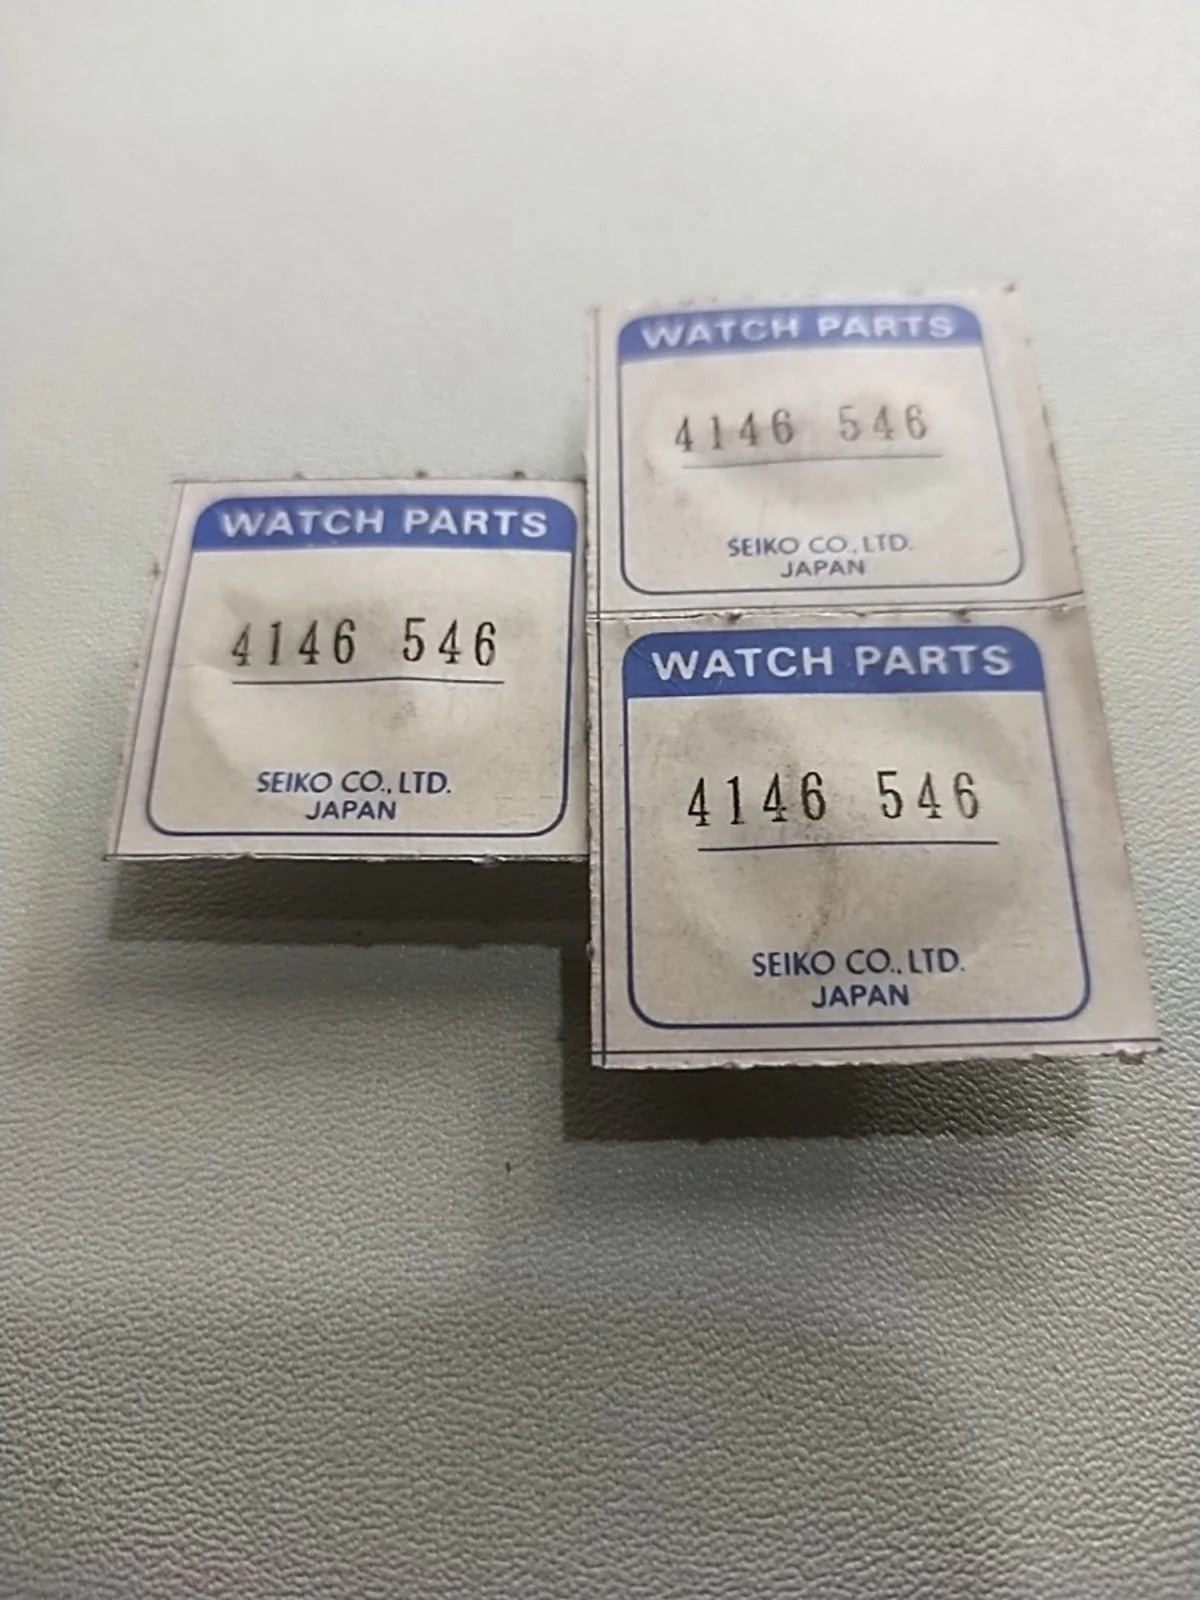 WATCH PARTS
4146 546
SEIKO CO., LTD.
JAPAN
WATCH PARTS
4146 546
SEIKO CO., LTD.
JAPAN
WATCH PARTS
4146 546
SEIKO CO., LTD.
JAPAN